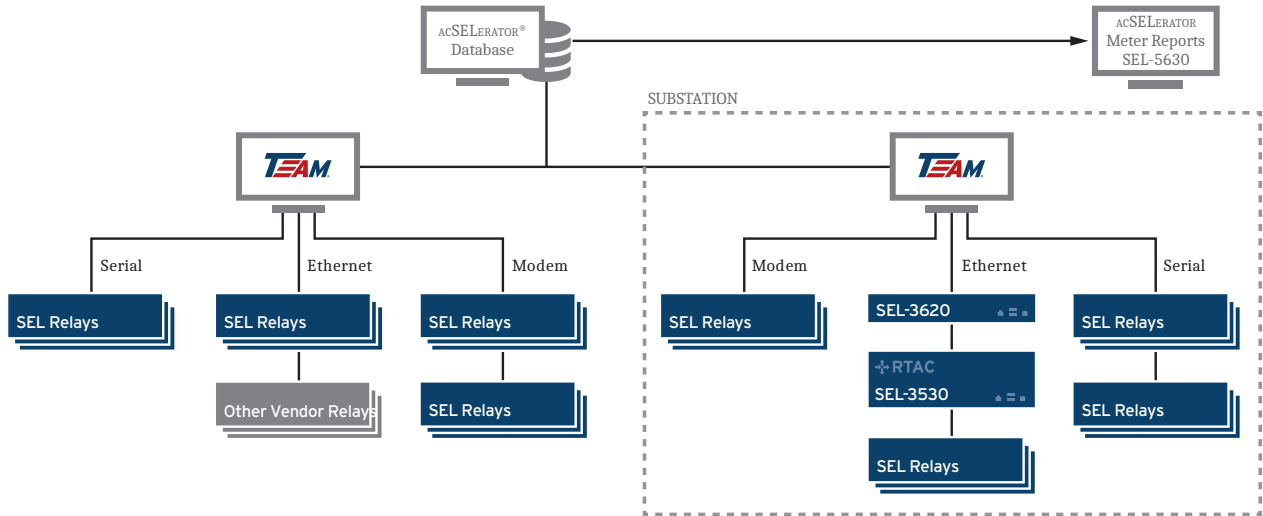 acSELerator®
Database
acSELerator
Meter Reports
SEL-5630
SUBSTATION
TEAM
TEAM
Serial
Ethernet
Modem
Modem
Ethernet
Serial
SEL Relays
SEL Relays
SEL Relays
SEL Relays
SEL-3620
SEL Relays
RTAC
SEL-3530
Other Vendor Relays
SEL Relays
SEL Relays
SEL Relays